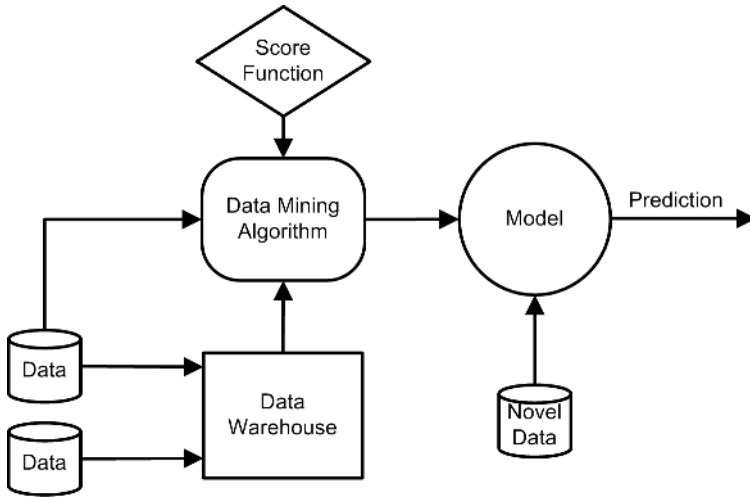 Score
Function
Data Mining
Algorithm
Model
Prediction
Data
Data
Warehouse
Novel
Data
Data